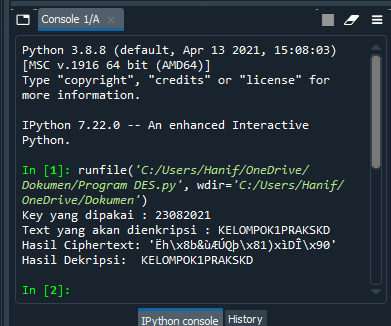 Console 1/A
Python 3.8.8 (default, Apr 13 2021, 15:08:03)
[MSC v.1916 64 bit (AMD64)]
Type "copyright", "credits" or "license" for
more information.
IPython 7.22.0 -- An enhanced Interactive
Python.
In [1]: runfile('C:/Users/Hanif/OneDrive/
Dokumen/Program DES.py', wdir='C:/Users/Hanif/
OneDrive/Dokumen')
Key yang dipakai : 23082021
Text yang akan dienkripsi : KELOMPOK1PRAKSKD
Hasil Ciphertext: 'Ëh\x8b&ùÆÚQþ\x81)xìDÎ\x90'
Hasil Dekripsi:  KELOMPOK1PRAKSKD
In [2]:
IPython console History